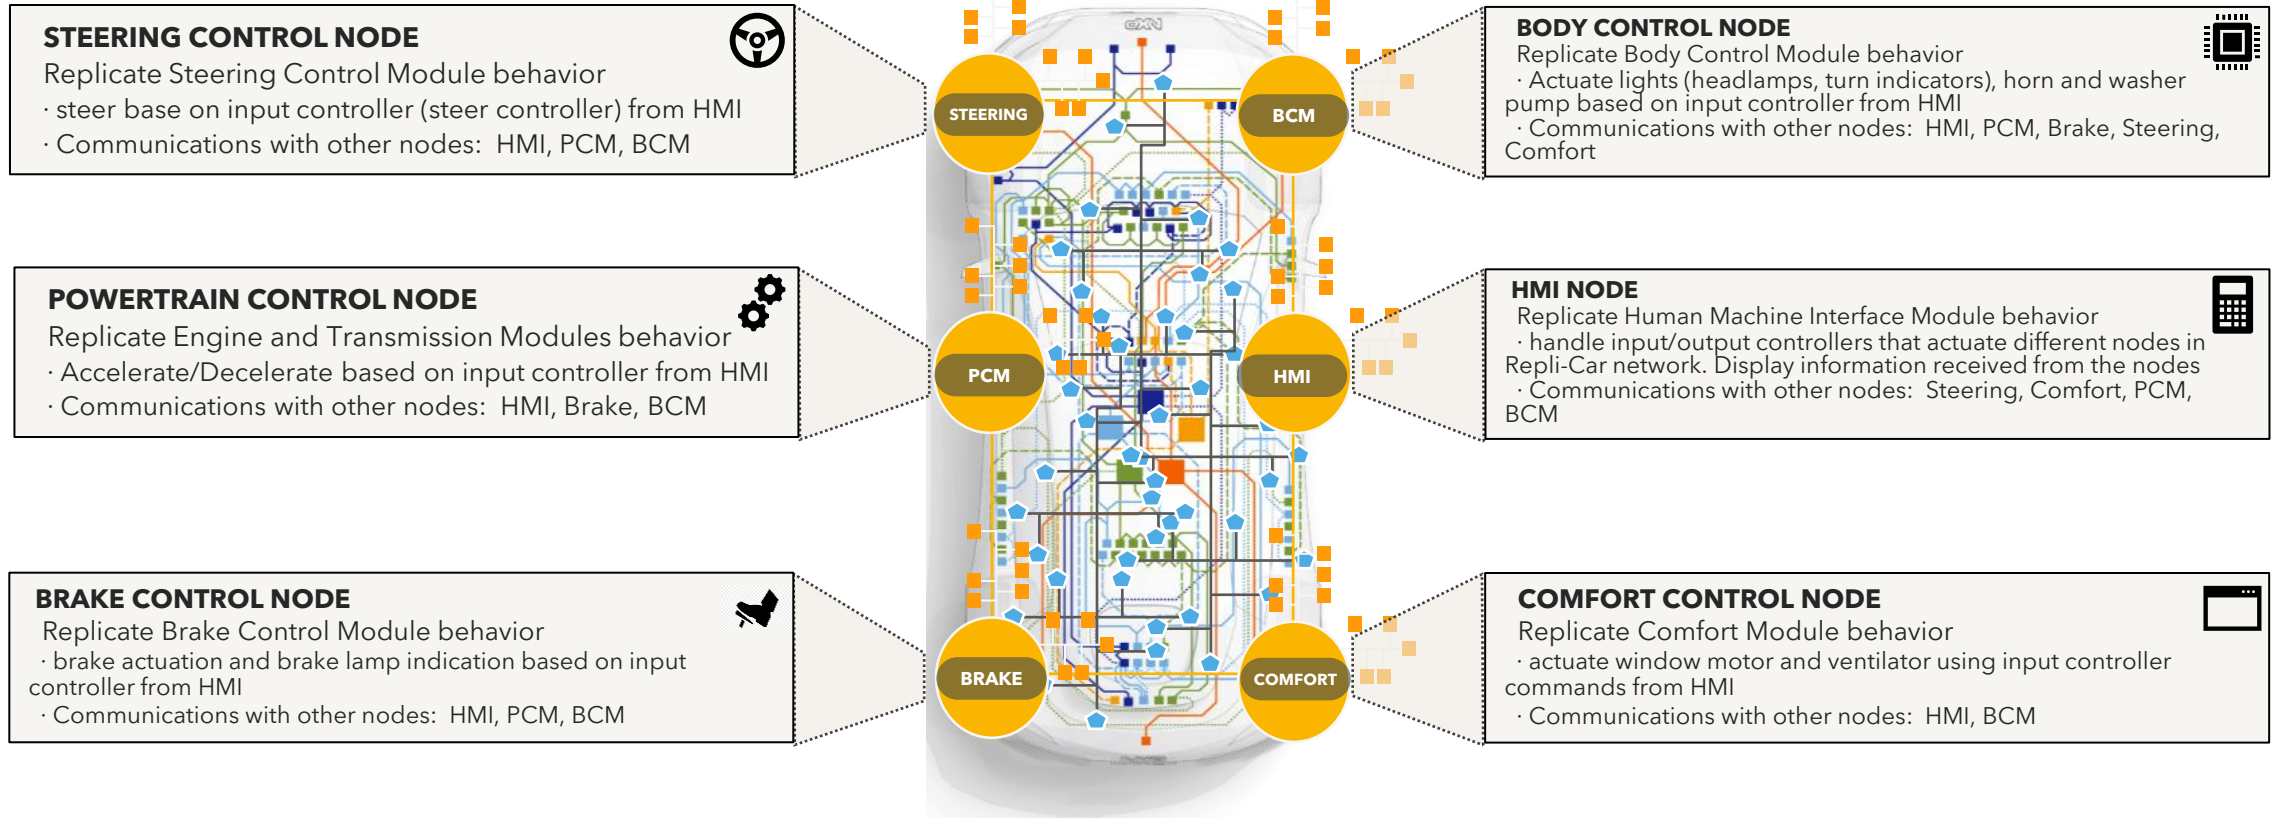 STEERING CONTROL NODE
Replicate Steering Control Module behavior
· steer base on input controller (steer controller) from HMI
· Communications with other nodes: HMI, PCM, BCM
POWERTRAIN CONTROL NODE
Replicate Engine and Transmission Modules behavior
· Accelerate/Decelerate based on input controller from HMI
· Communications with other nodes: HMI, Brake, BCM
BRAKE CONTROL NODE
Replicate Brake Control Module behavior
· brake actuation and brake lamp indication based on input
controller from HMI
· Communications with other nodes: HMI, PCM, BCM
STEERING
BCM
PCM
HMI
BRAKE
COMFORT
BODY CONTROL NODE
Replicate Body Control Module behavior
· Actuate lights (headlamps, turn indicators), horn and washer
pump based on input controller from HMI
· Communications with other nodes: HMI, PCM, Brake, Steering,
Comfort
HMI NODE
Replicate Human Machine Interface Module behavior
· handle input/output controllers that actuate different nodes in
Repli-Car network. Display information received from the nodes
· Communications with other nodes: Steering, Comfort, PCM,
BCM
COMFORT CONTROL NODE
Replicate Comfort Module behavior
· actuate window motor and ventilator using input controller
commands from HMI
· Communications with other nodes: HMI, BCM